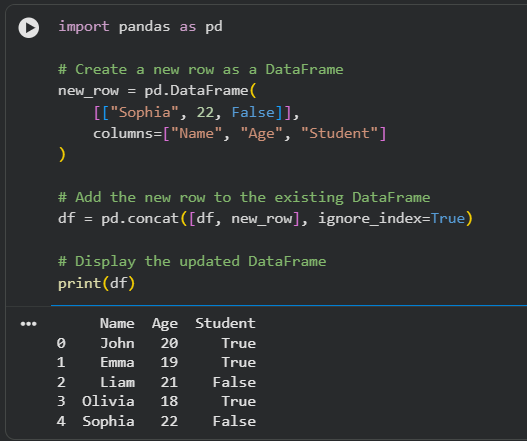 import pandas as pd
# Create a new row as a DataFrame
new_row = pd.DataFrame(
    [["Sophia", 22, False]],
    columns=["Name", "Age", "Student"]
)
# Add the new row to the existing DataFrame
df = pd.concat([df, new_row], ignore_index=True)
# Display the updated DataFrame
print(df)
     Name  Age  Student
0    John   20     True
1    Emma   19     True
2    Liam   21    False
3  Olivia   18     True
4  Sophia   22    False